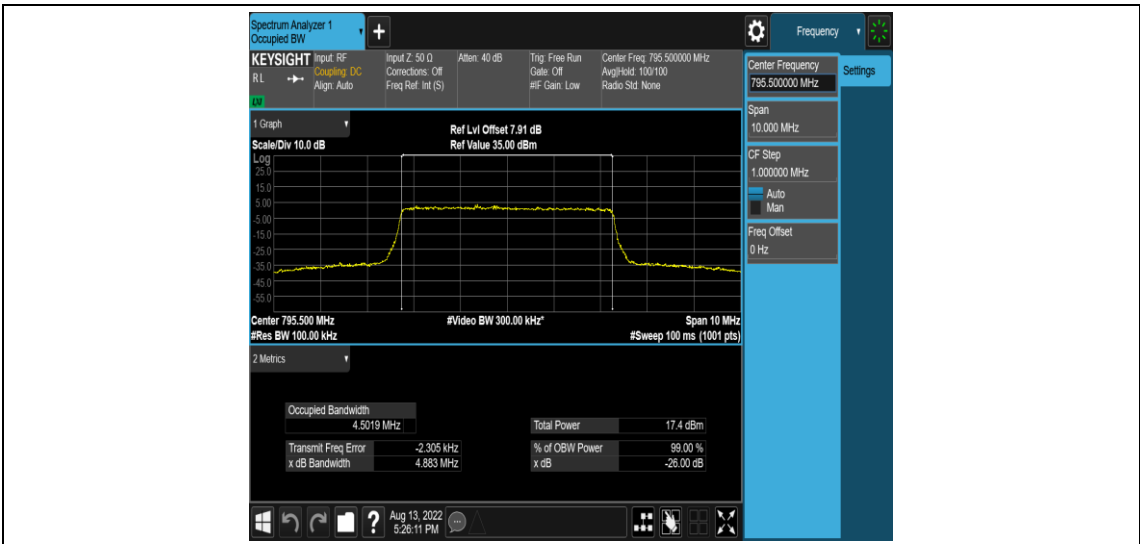 Spectrum Analyzer 1
Occupied BW
+
Frequency
KEYSIGHT
RL
LXI
Input: RF
Coupling: DC
Align: Auto
Input Z: 50 Ω
Corrections: Off
Freq Ref: Int (S)
Atten: 40 dB
Trig: Free Run
Gate: Off
#IF Gain: Low
Center Freq: 795.500000 MHz
Avg|Hold: 100/100
Radio Std: None
Center Frequency
795.500000 MHz
Settings
Span
10.000 MHz
CF Step
1.000000 MHz
Auto
Man
Freq Offset
0 Hz
1 Graph
Scale/Div 10.0 dB
Ref Lvl Offset 7.91 dB
Ref Value 35.00 dBm
Log
25.0
15.0
5.00
-5.00
-15.0
-25.0
-35.0
-45.0
-55.0
Center 795.500 MHz
#Video BW 300.00 kHz*
Span 10 MHz
#Res BW 100.00 kHz
#Sweep 100 ms (1001 pts)
2 Metrics
Occupied Bandwidth
4.5019 MHz
Total Power 17.4 dBm
Transmit Freq Error -2.305 kHz
% of OBW Power 99.00 %
x dB Bandwidth 4.883 MHz
x dB -26.00 dB
?
Aug 13, 2022
5:26:11 PM